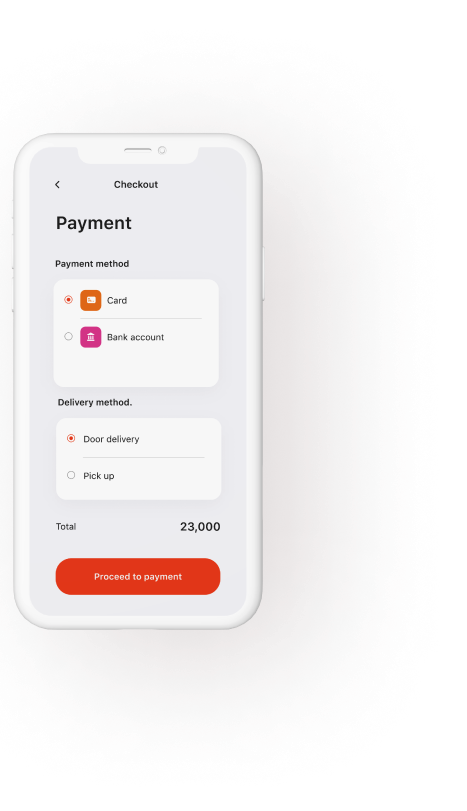 Checkout
Payment
Payment method
Card
Bank account
Delivery method.
Door delivery
Pick up
Total 23,000
Proceed to payment